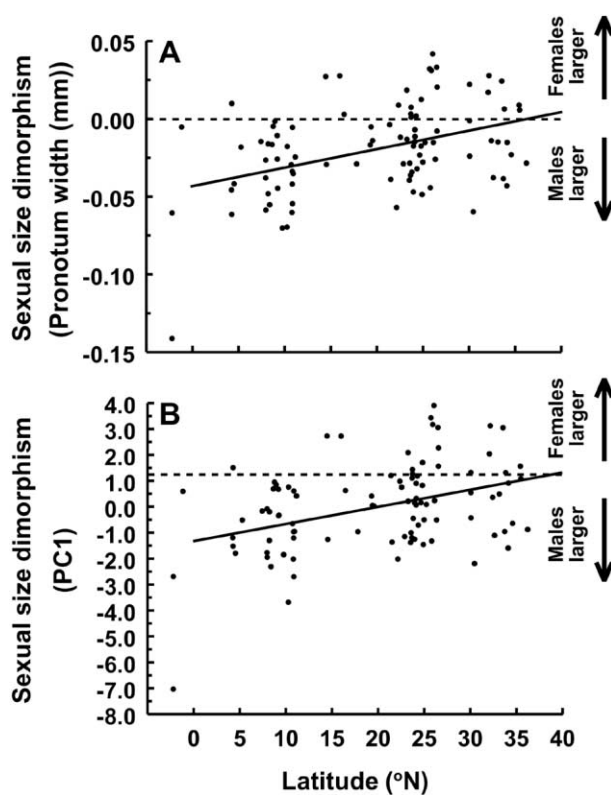 A
Sexual size dimorphism
(Pronotum width (mm))
0.05
0.00
-0.05
-0.10
-0.15
Females
larger
Males
larger
B
Sexual size dimorphism
(PC1)
4.0
3.0
2.0
1.0
0.0
-1.0
-2.0
-3.0
-4.0
-5.0
-6.0
-7.0
-8.0
Females
larger
Males
larger
0 5 10 15 20 25 30 35 40
Latitude (ºN)